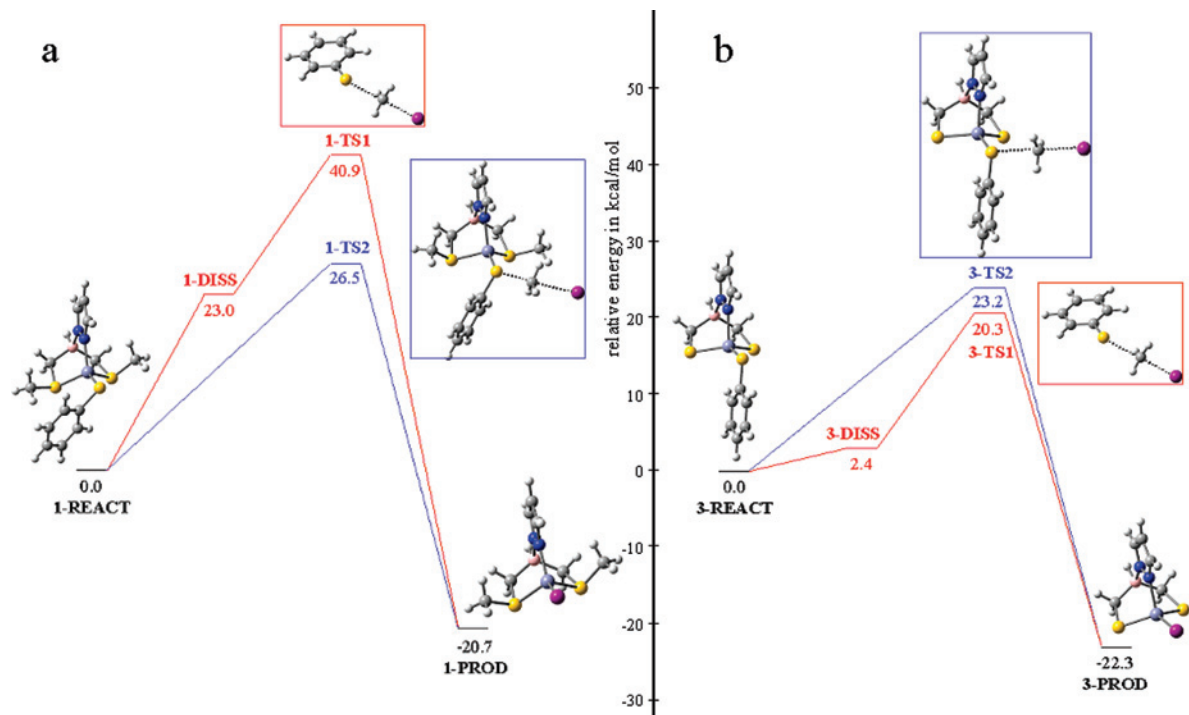 a
1-TS1
40.9
1-TS2
26.5
1-DISS
23.0
0.0
1-REACT
-20.7
1-PROD
relative energy in kcal/mol
50
40
30
20
10
0
-10
-20
-30
b
3-TS2
23.2
20.3
3-TS1
3-DISS
2.4
0.0
3-REACT
-22.3
3-PROD